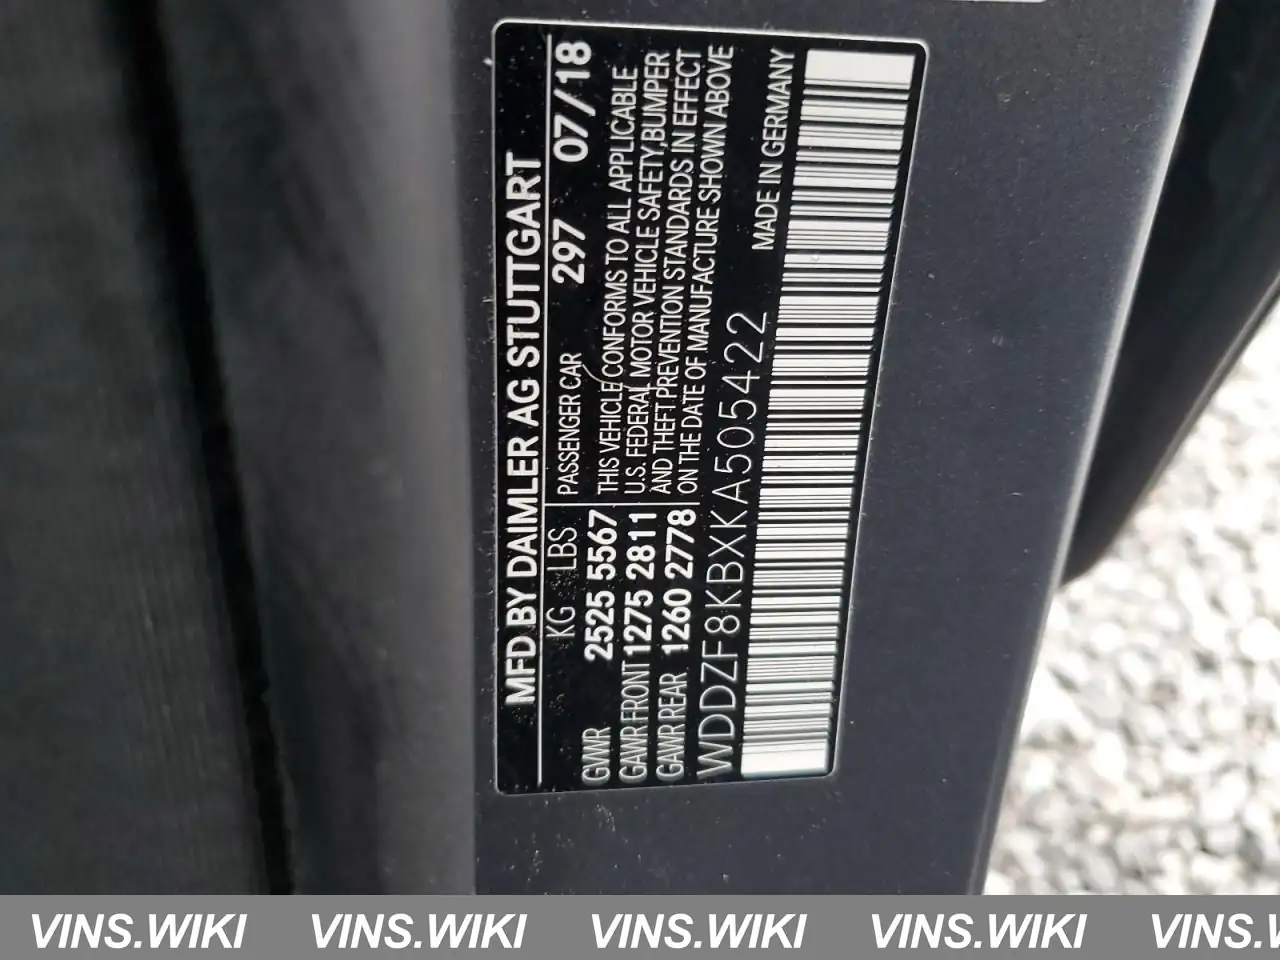 MFD BY DAIMLER AG STUTTGART
KG LBS PASSENGER CAR 297 07/18
GVWR 2525 5567 THIS VEHICLE CONFORMS TO ALL APPLICABLE
GAWR FRONT 1275 2811 U.S. FEDERAL MOTOR VEHICLE SAFETY,BUMPER
GAWR REAR 1260 2778 AND THEFT PREVENTION STANDARDS IN EFFECT
ON THE DATE OF MANUFACTURE SHOWN ABOVE
WDDZF8KBXKA505422 MADE IN GERMANY
VINS.WIKI VINS.WIKI VINS.WIKI VINS.WIKI VINS.W